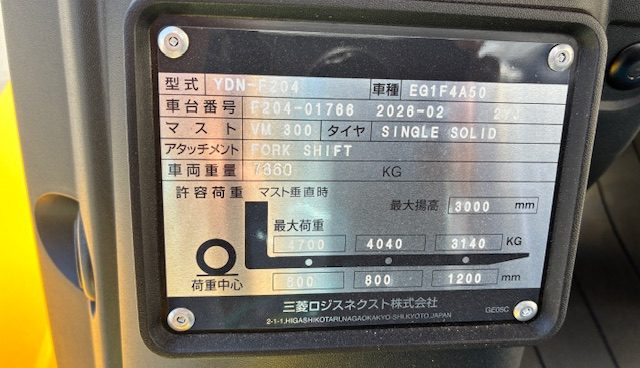 型式 YDN-F204 車種 EG1F4A50
車台番号 F204-01766 2026-02
マスト VM 300 タイヤ SINGLE SOLID
アタッチメント FORK SHIFT
車両重量 7360 KG
許容荷重 マスト垂直時
最大揚高 3000 mm
最大荷重
4700 4040 3140 KG
荷重中心 600 800 1200 mm
三菱ロジスネクスト株式会社
2-1-1,HIGASHIKOTARI,NAGAOKAKYO-SHI,KYOTO,JAPAN GE05C